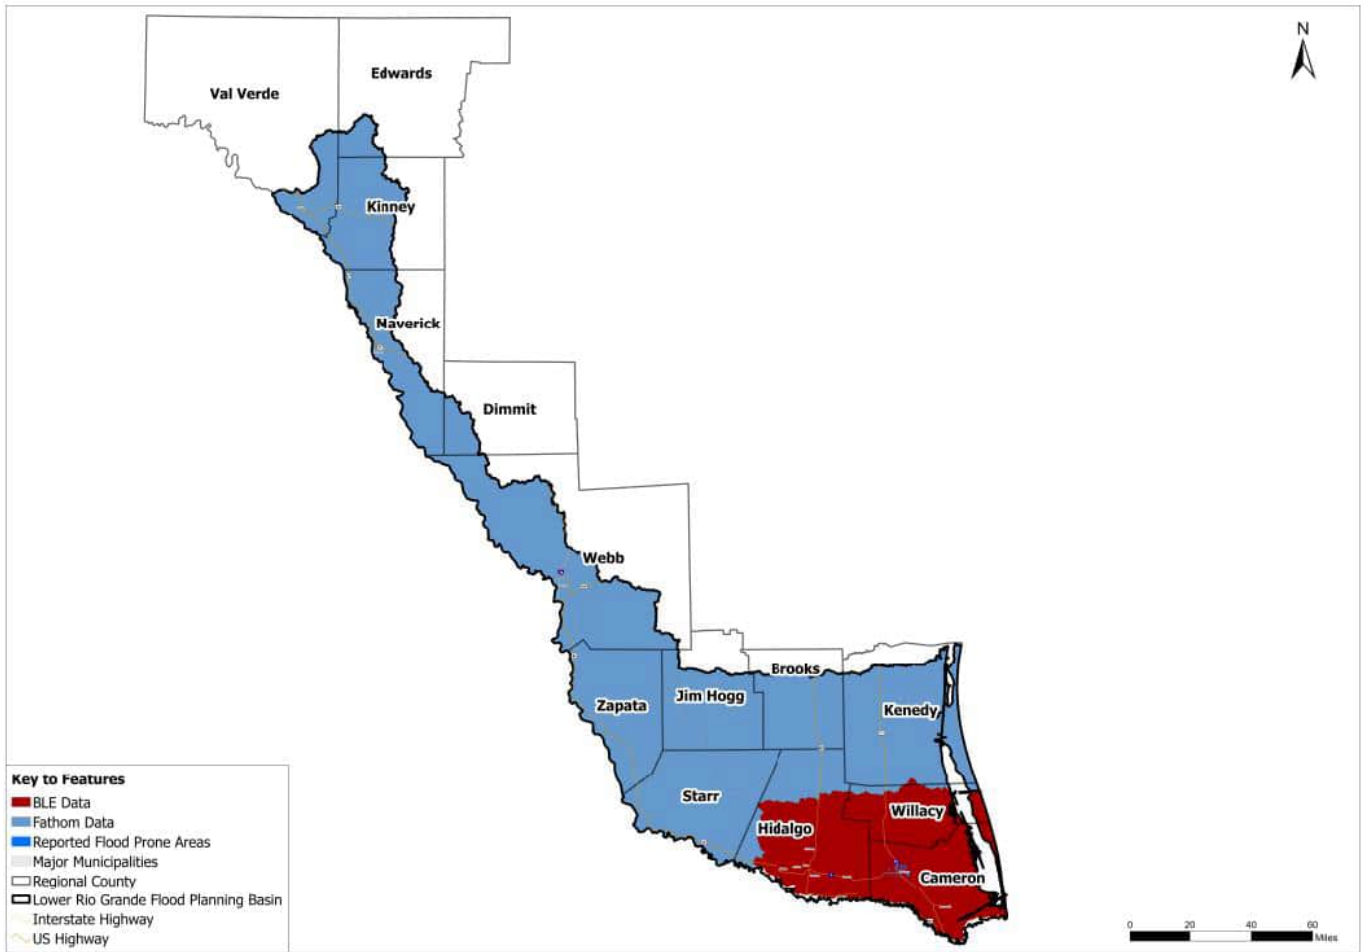 N
Edwards
Val Verde
Kinney
Maverick
Dimmit
Webb
Brooks
Jim Hogg
Zapata
Kenedy
Starr
Willacy
Hidalgo
Cameron
Key to Features
BLE Data
Fathom Data
Reported Flood Prone Areas
Major Municipalities
Regional County
Lower Rio Grande Flood Planning Basin
Interstate Highway
US Highway
0 20 40 60
Miles